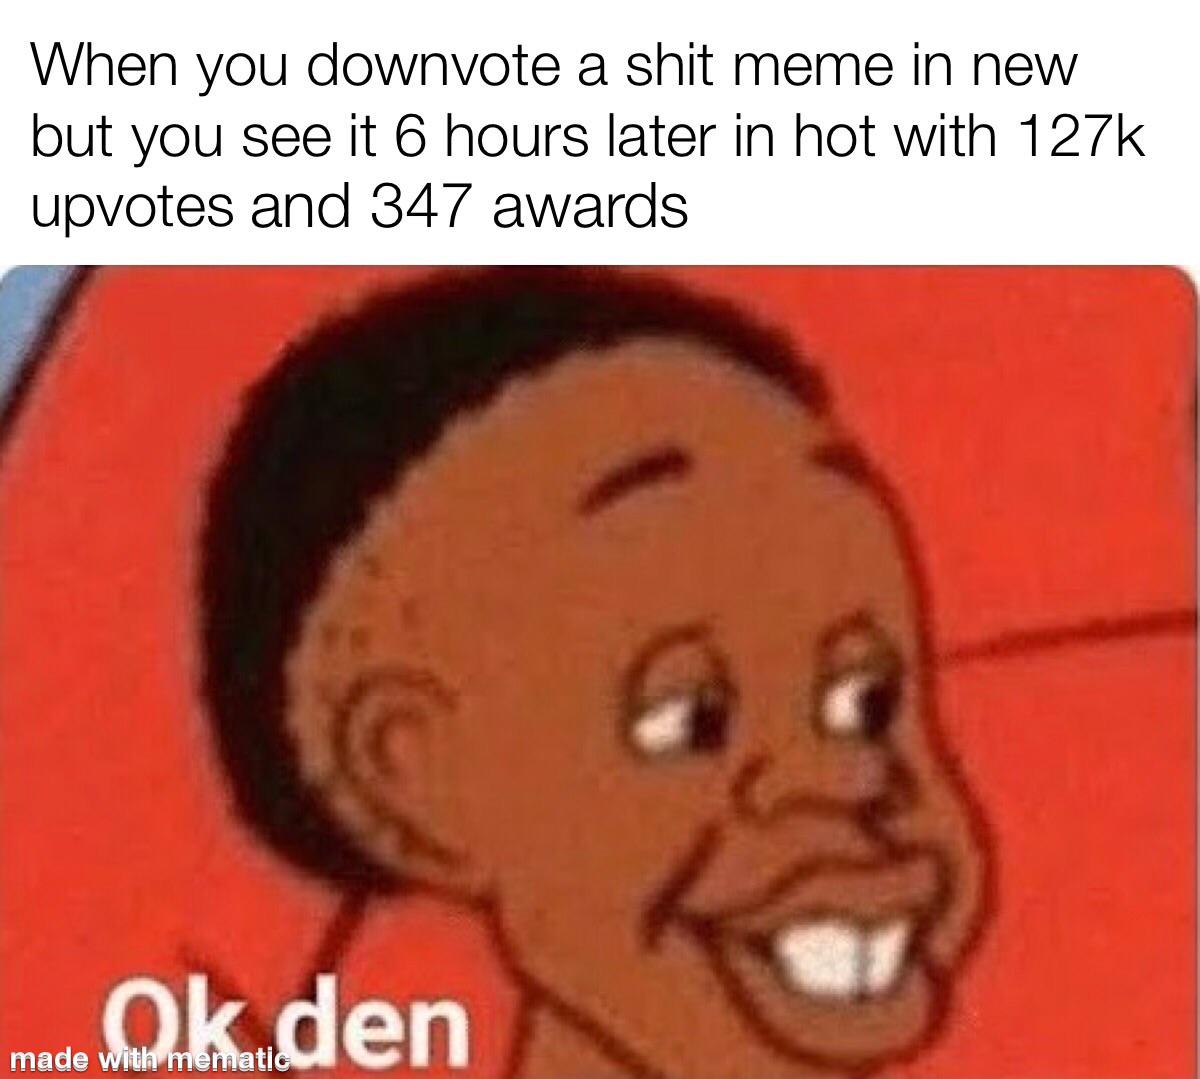 When you downvote a shit meme in new
but you see it 6 hours later in hot with 127k
upvotes and 347 awards
Ok den
made with mematic